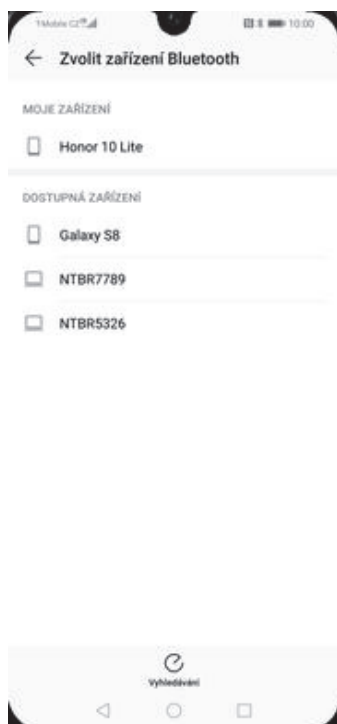 T-Mobile CZ
10:00
Zvolit zařízení Bluetooth
MOJE ZAŘÍZENÍ
Honor 10 Lite
DOSTUPNÁ ZAŘÍZENÍ
Galaxy S8
NTBR7789
NTBR5326
Vyhledávání